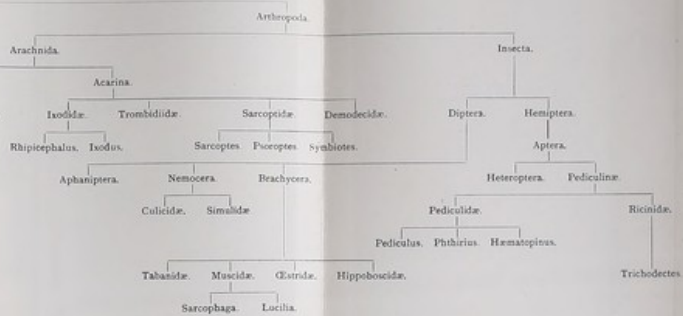 Arthropoda.
Arachnida. Insecta.
Acarina.
Ixodidæ. Trombidiidæ. Sarcoptidæ. Demodecidæ. Diptera. Hemiptera.
Rhipicephalus. Ixodus. Sarcoptes. Psoroptes. Symbiotes. Aptera.
Aphaniptera. Nemocera. Brachycera. Heteroptera. Pediculinæ.
Culicidæ. Simulidæ Pediculidæ. Ricinidæ.
Pediculus. Phthirius. Hæmatopinus.
Tabanidæ. Muscidæ. Œstridæ. Hippoboscidæ. Trichodectes
Sarcophaga. Lucilia.